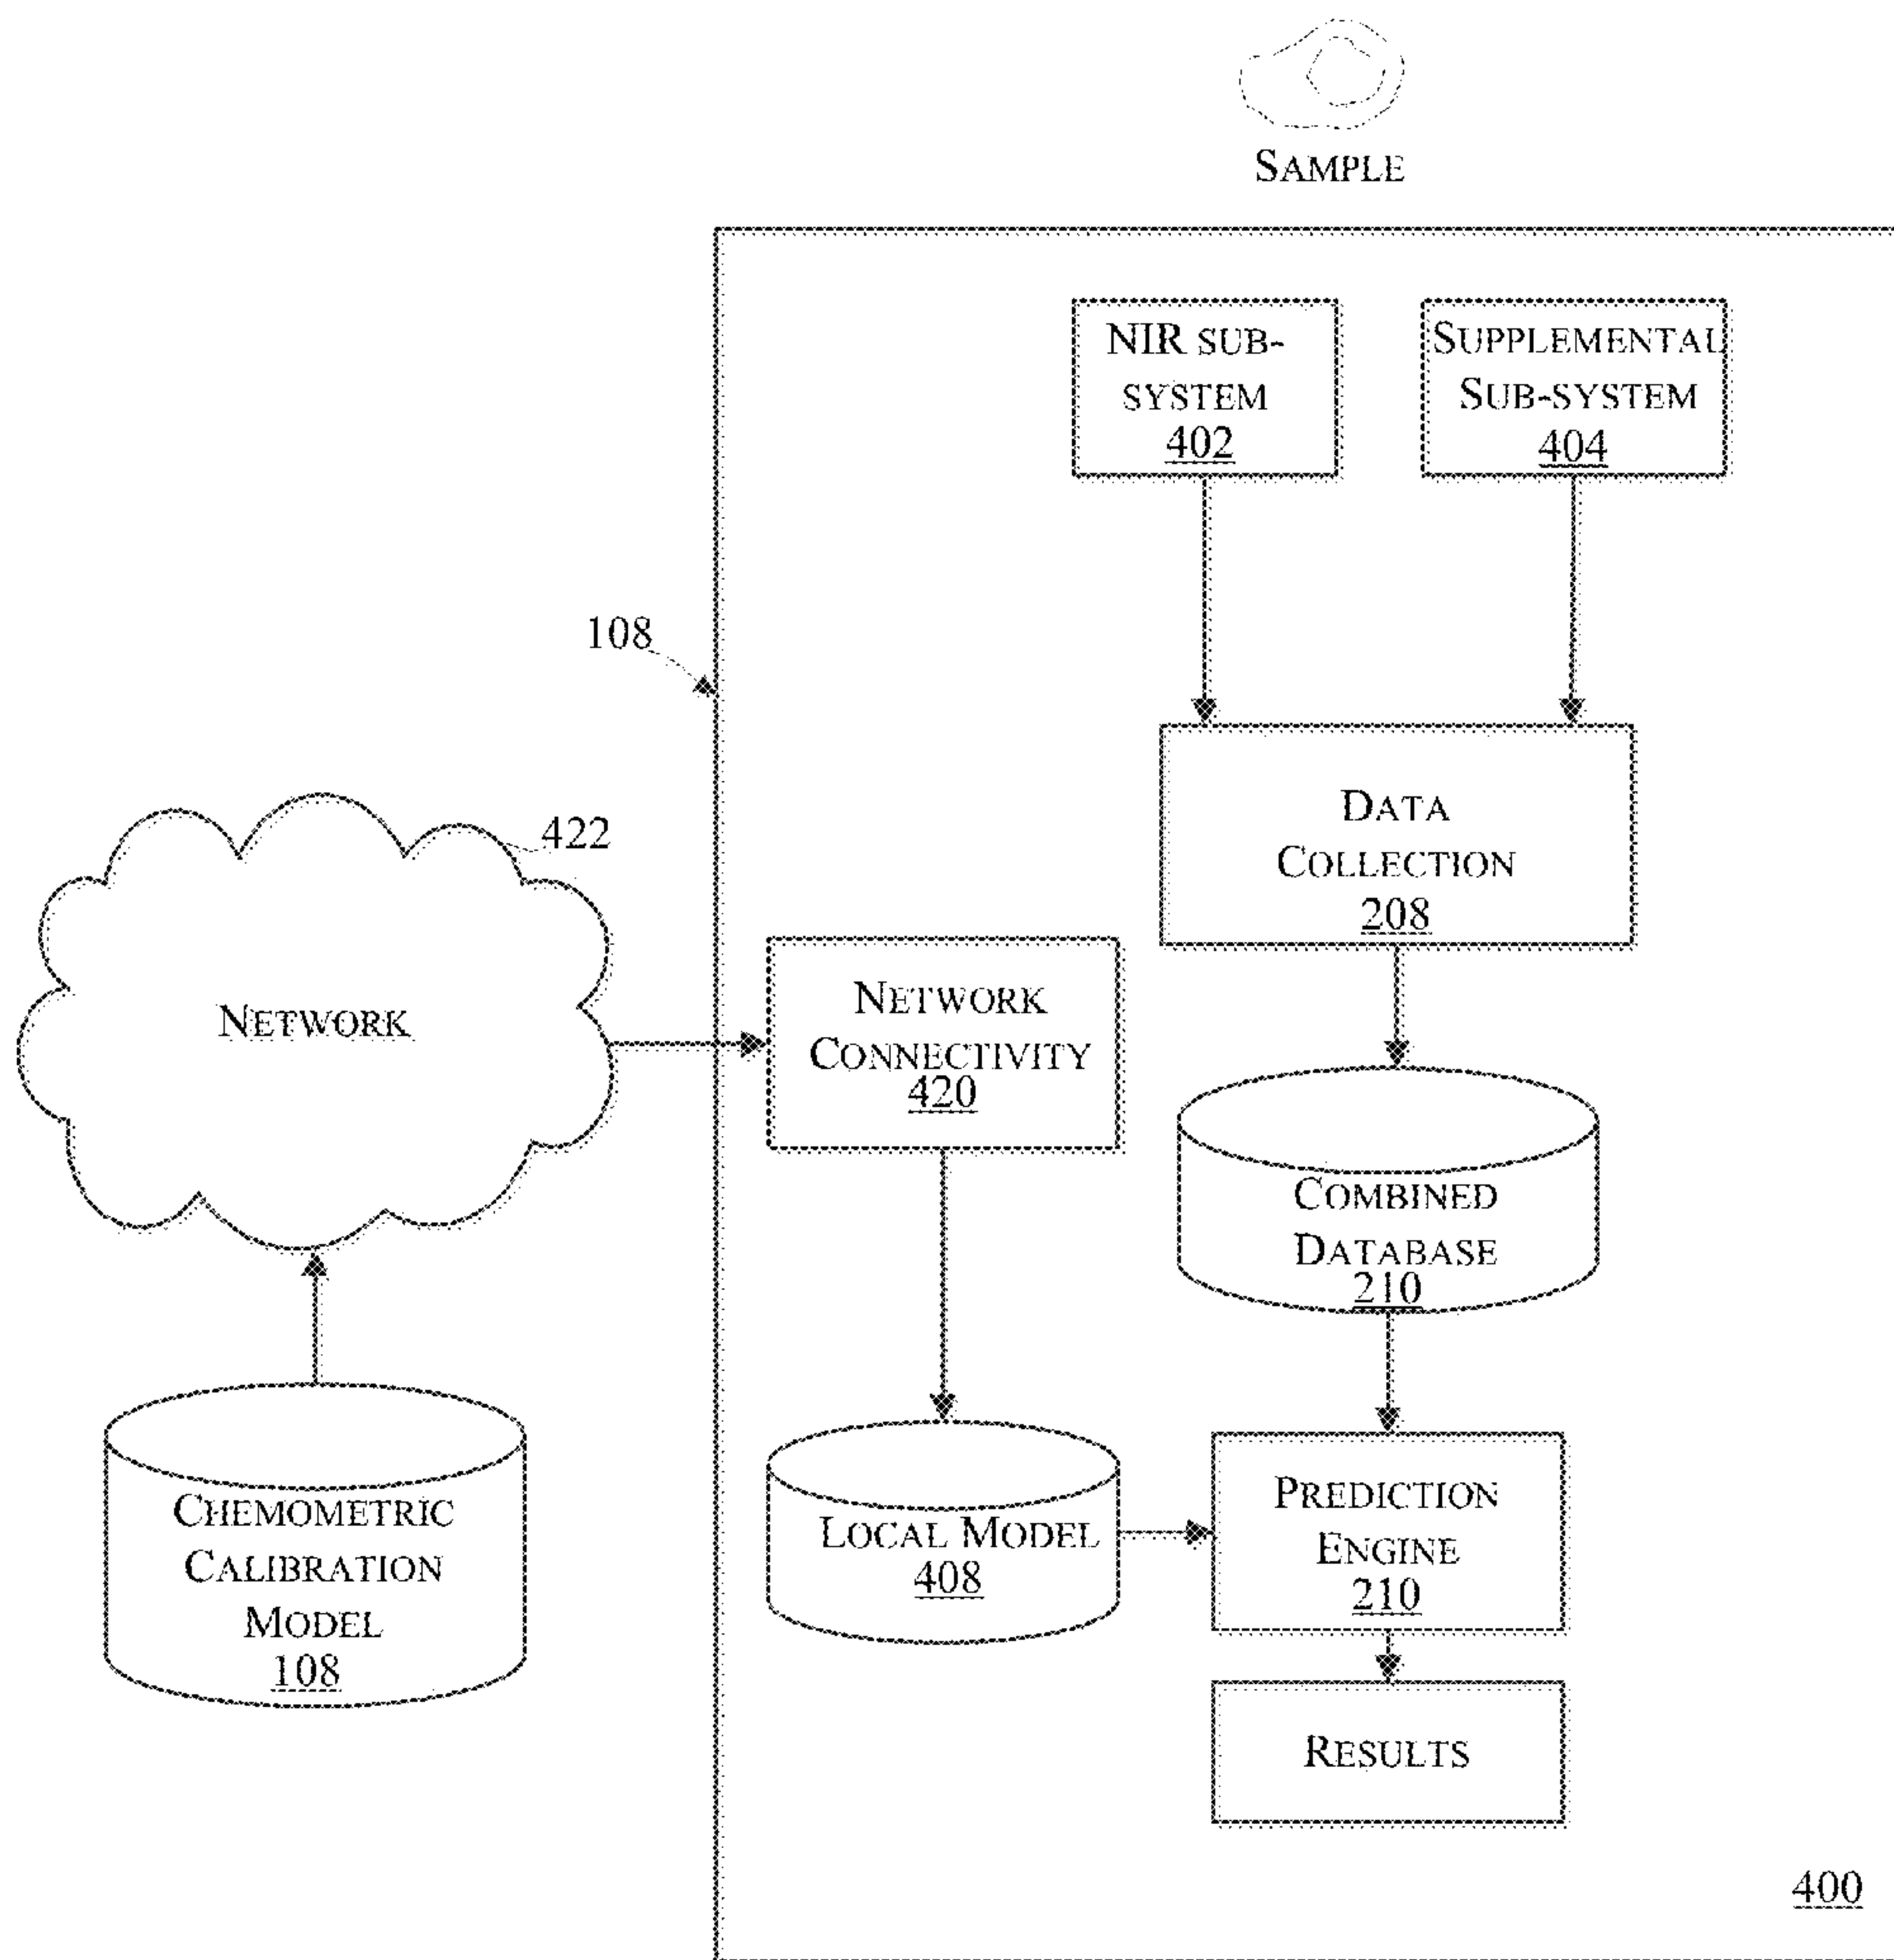 SAMPLE
NIR SUB-
SYSTEM
402
SUPPLEMENTAL
SUB-SYSTEM
404
108
DATA
COLLECTION
208
422
NETWORK
NETWORK
CONNECTIVITY
420
COMBINED
DATABASE
210
CHEMOMETRIC
CALIBRATION
MODEL
108
LOCAL MODEL
408
PREDICTION
ENGINE
210
RESULTS
400